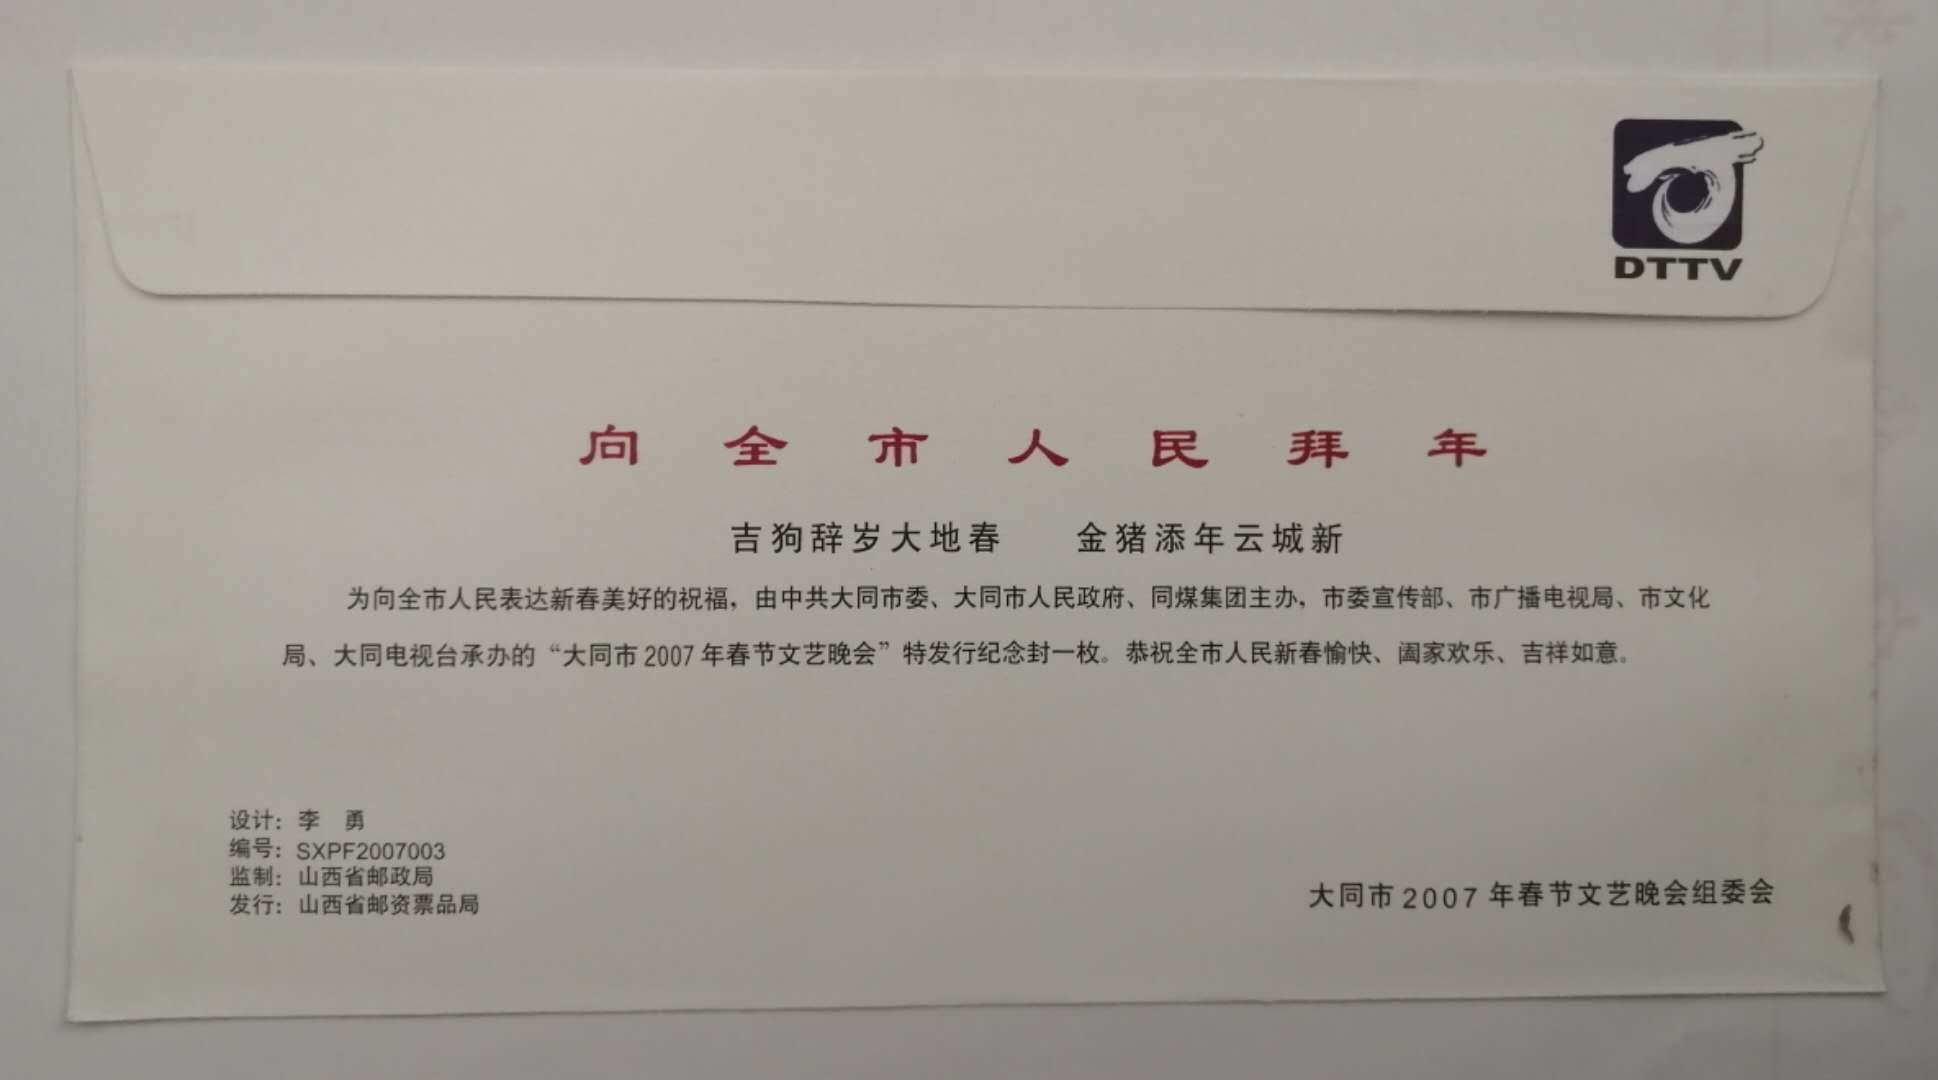 DTTV
向全市人民拜年
吉狗辞岁大地春 金猪添年云城新
为向全市人民表达新春美好的祝福，由中共大同市委、大同市人民政府、同煤集团主办，市委宣传部、市广播电视局、市文化
局、大同电视台承办的“大同市2007年春节文艺晚会”特发行纪念封一枚。恭祝全市人民新春愉快、阖家欢乐、吉祥如意。
设计：李 勇
编号：SXPF2007003
监制：山西省邮政局
发行：山西省邮资票品局
大同市2007年春节文艺晚会组委会